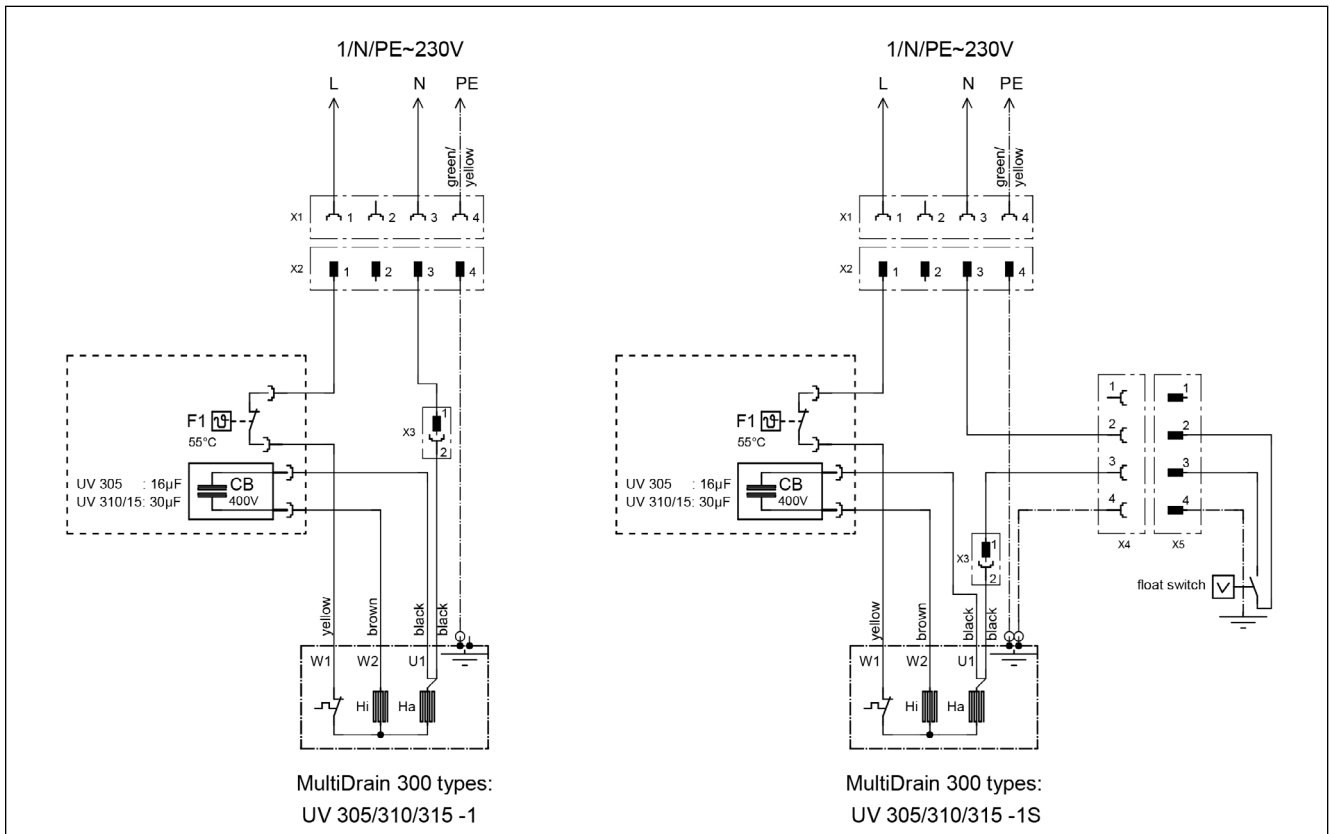 1/N/PE~230V
L N PE
green/
yellow
X1 1 2 3 4
X2 1 2 3 4
F1
55°C
X3 1
2
UV 305 : 16µF
UV 310/15: 30µF
CB
400V
yellow
brown
black
black
W1 W2 U1
Hi Ha
MultiDrain 300 types:
UV 305/310/315 -1
1/N/PE~230V
L N PE
green/
yellow
X1 1 2 3 4
X2 1 2 3 4
F1
55°C
UV 305 : 16µF
UV 310/15: 30µF
CB
400V
1 1
2 2
3 3
4 4
X4 X5
X3 1
2
float switch
yellow
brown
black
black
W1 W2 U1
Hi Ha
MultiDrain 300 types:
UV 305/310/315 -1S